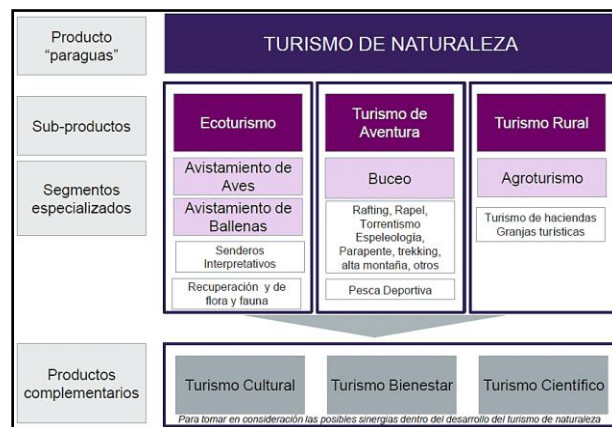 Producto
“paraguas”
TURISMO DE NATURALEZA
Sub-productos
Ecoturismo
Turismo de
Aventura
Turismo Rural
Segmentos
especializados
Avistamiento de
Aves
Avistamiento de
Ballenas
Senderos
Interpretativos
Recuperación y de
flora y fauna
Buceo
Rafting, Rapel,
Torrentismo
Espeleologia,
Parapente, trekking,
alta montaña, otros
Pesca Deportiva
Agroturismo
Turismo de haciendas
Granjas turísticas
Productos
complementarios
Turismo Cultural
Turismo Bienestar
Turismo Científico
Para tomar en consideración las posibles sinergias dentro del desarrollo del turismo de naturaleza